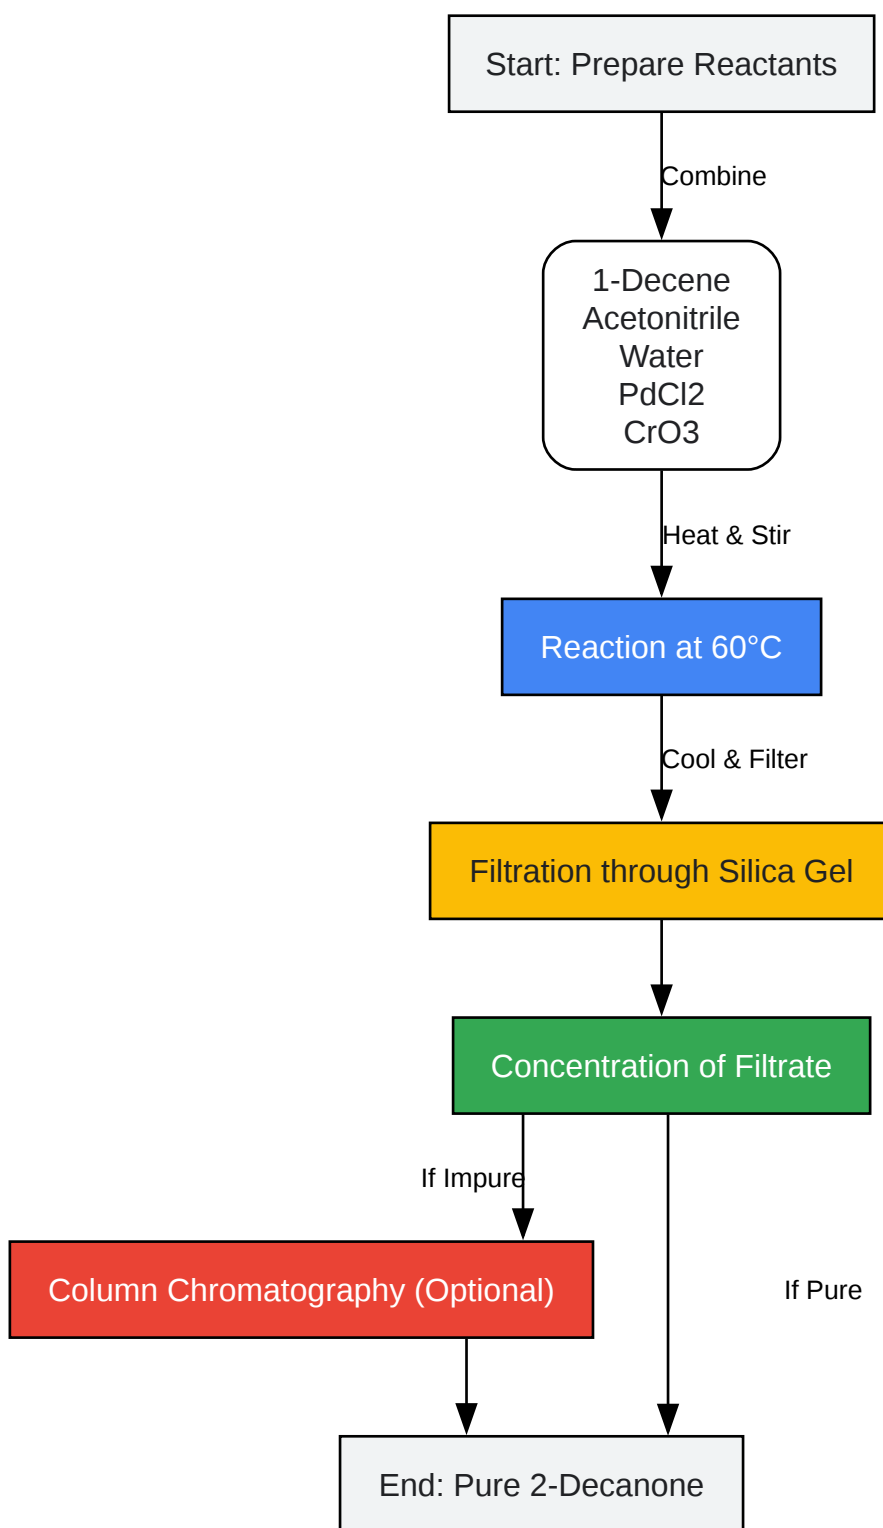 Start: Prepare Reactants
Combine
1-Decene
Acetonitrile
Water
PdCl2
CrO3
Heat & Stir
Reaction at 60°C
Cool & Filter
Filtration through Silica Gel
Concentration of Filtrate
If Impure
Column Chromatography (Optional)
If Pure
End: Pure 2-Decanone